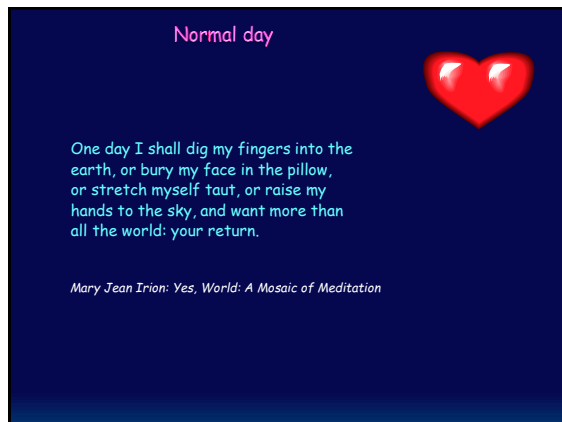 Normal day
One day I shall dig my fingers into the
earth, or bury my face in the pillow,
or stretch myself taut, or raise my
hands to the sky, and want more than
all the world: your return.
Mary Jean Irion: Yes, World: A Mosaic of Meditation